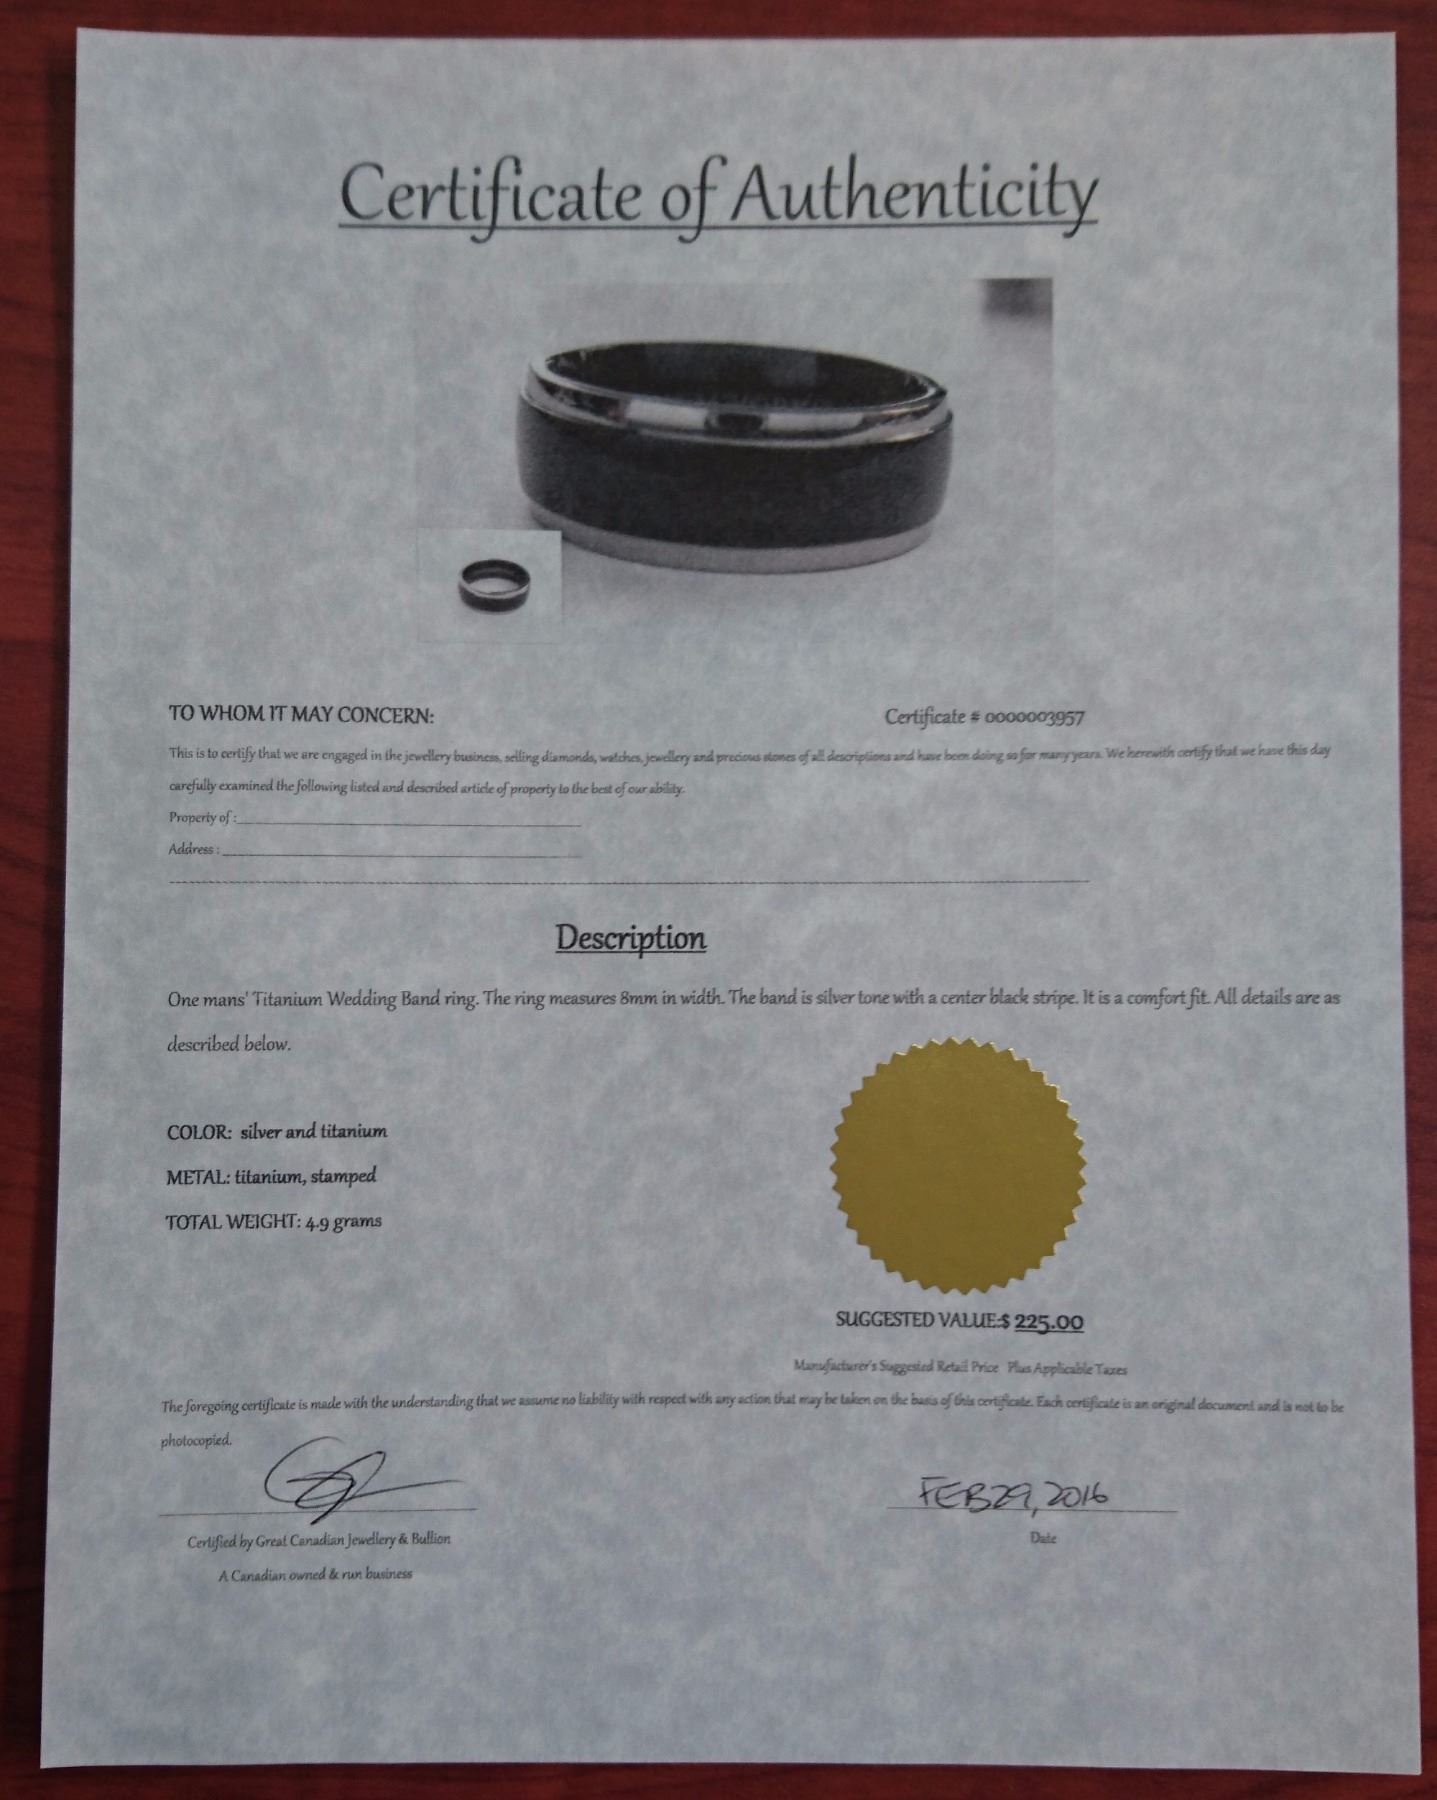 Certificate of Authenticity
TO WHOM IT MAY CONCERN:
Certificate # 0000003957
This is to certify that we are engaged in the jewellery business, selling diamonds, watches, jewellery and precious stones of all descriptions and have been doing so for many years. We herewith certify that we have this day
carefully examined the following listed and described article of property to the best of our ability.
Property of :
Address :
Description
One mans' Titanium Wedding Band ring. The ring measures 8mm in width. The band is silver tone with a center black stripe. It is a comfort fit. All details are as
described below.
COLOR: silver and titanium
METAL: titanium, stamped
TOTAL WEIGHT: 4.9 grams
SUGGESTED VALUE:$ 225.00
Manufacturer's Suggested Retail Price Plus Applicable Taxes
The foregoing certificate is made with the understanding that we assume no liability with respect with any action that may be taken on the basis of this certificate. Each certificate is an original document and is not to be
photocopied.
FEB 29, 2016
Certified by Great Canadian Jewellery & Bullion
Date
A Canadian owned & run business